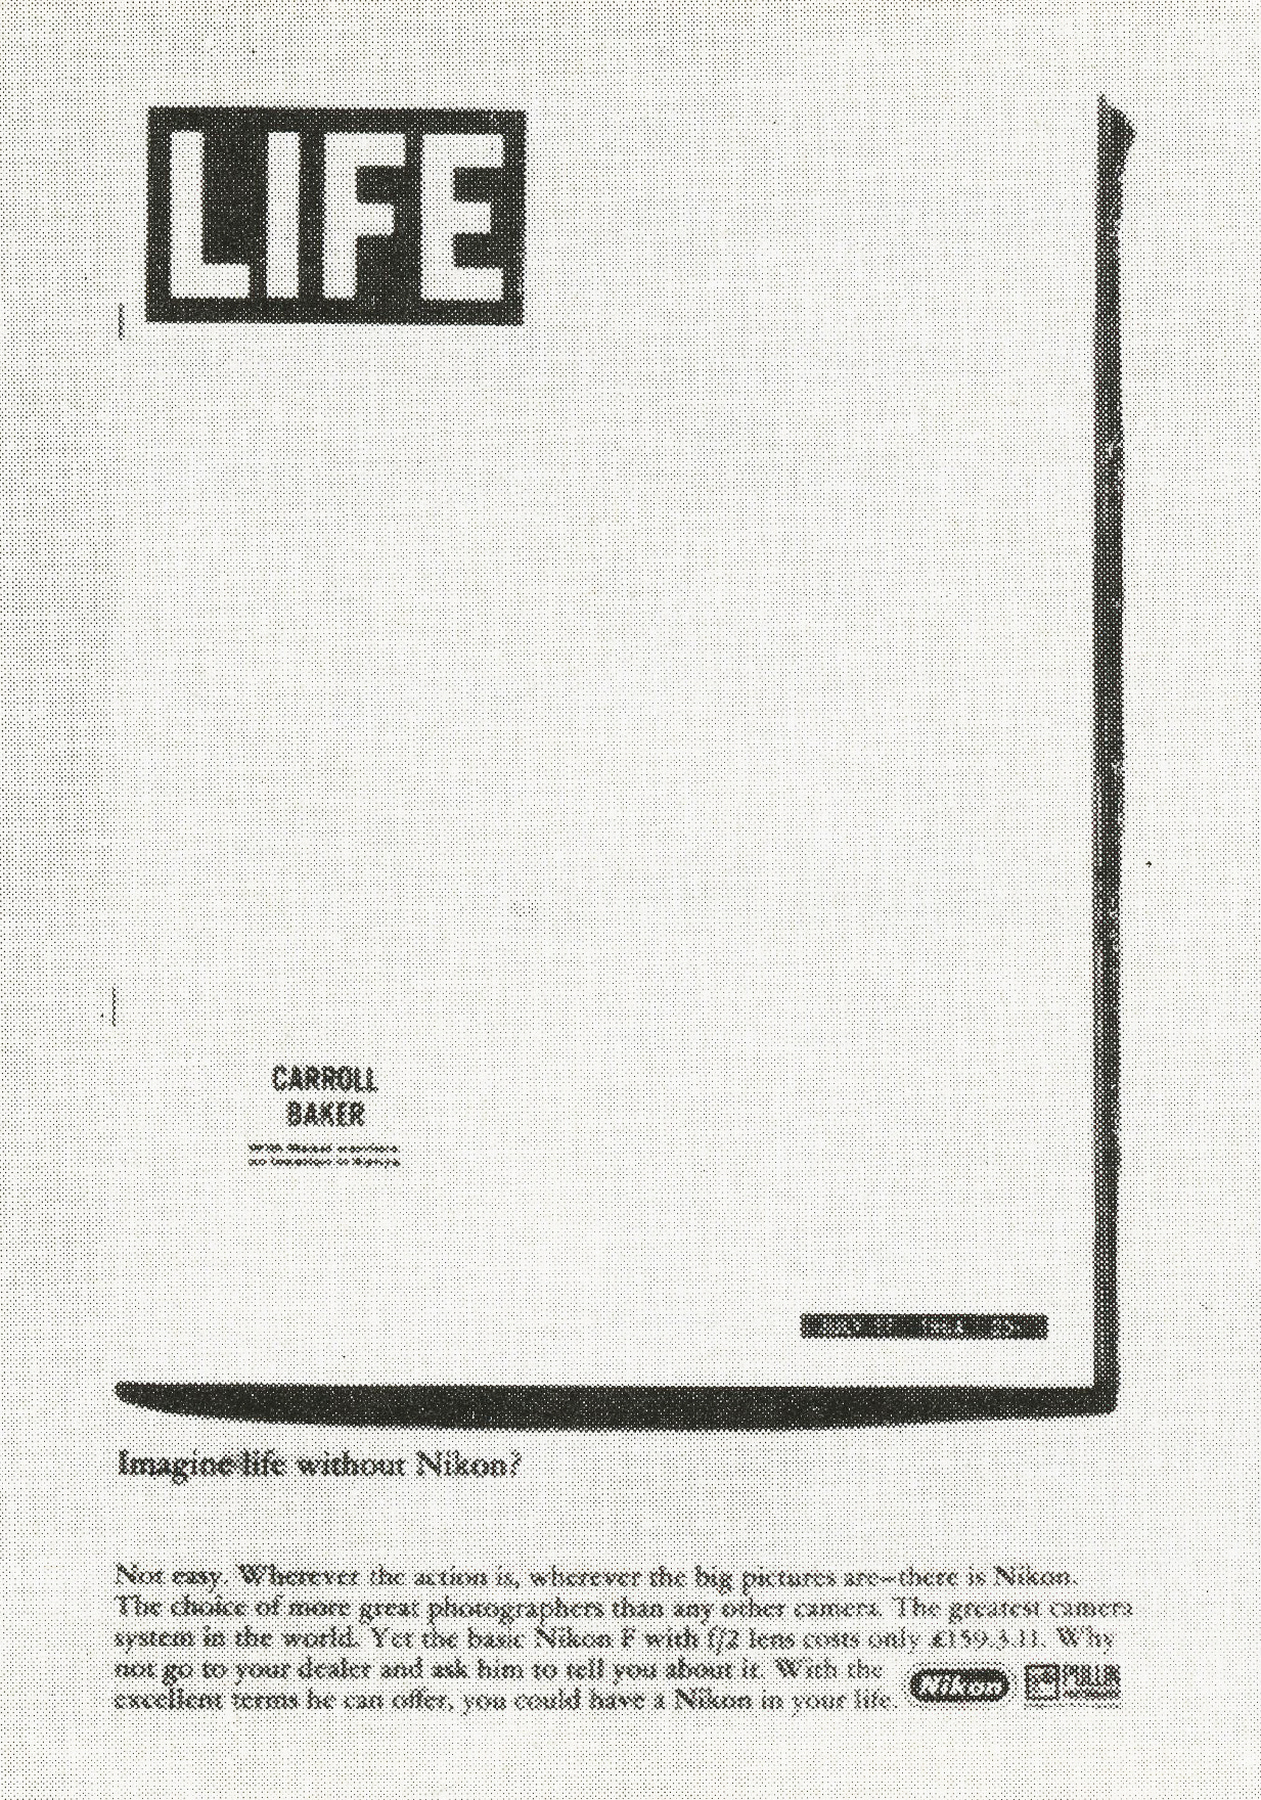 LIFE
CARROLL
BAKER
Imagine life without Nikon?
Not easy. Wherever the action is, wherever the big pictures are—there is Nikon.
The choice of more great photographers than any other camera. The greatest camera
system in the world. Yet the basic Nikon F with f/2 lens costs only £159.3.11. Why
not go to your dealer and ask him to tell you about it. With the
excellent terms he can offer, you could have a Nikon in your life.
Nikon